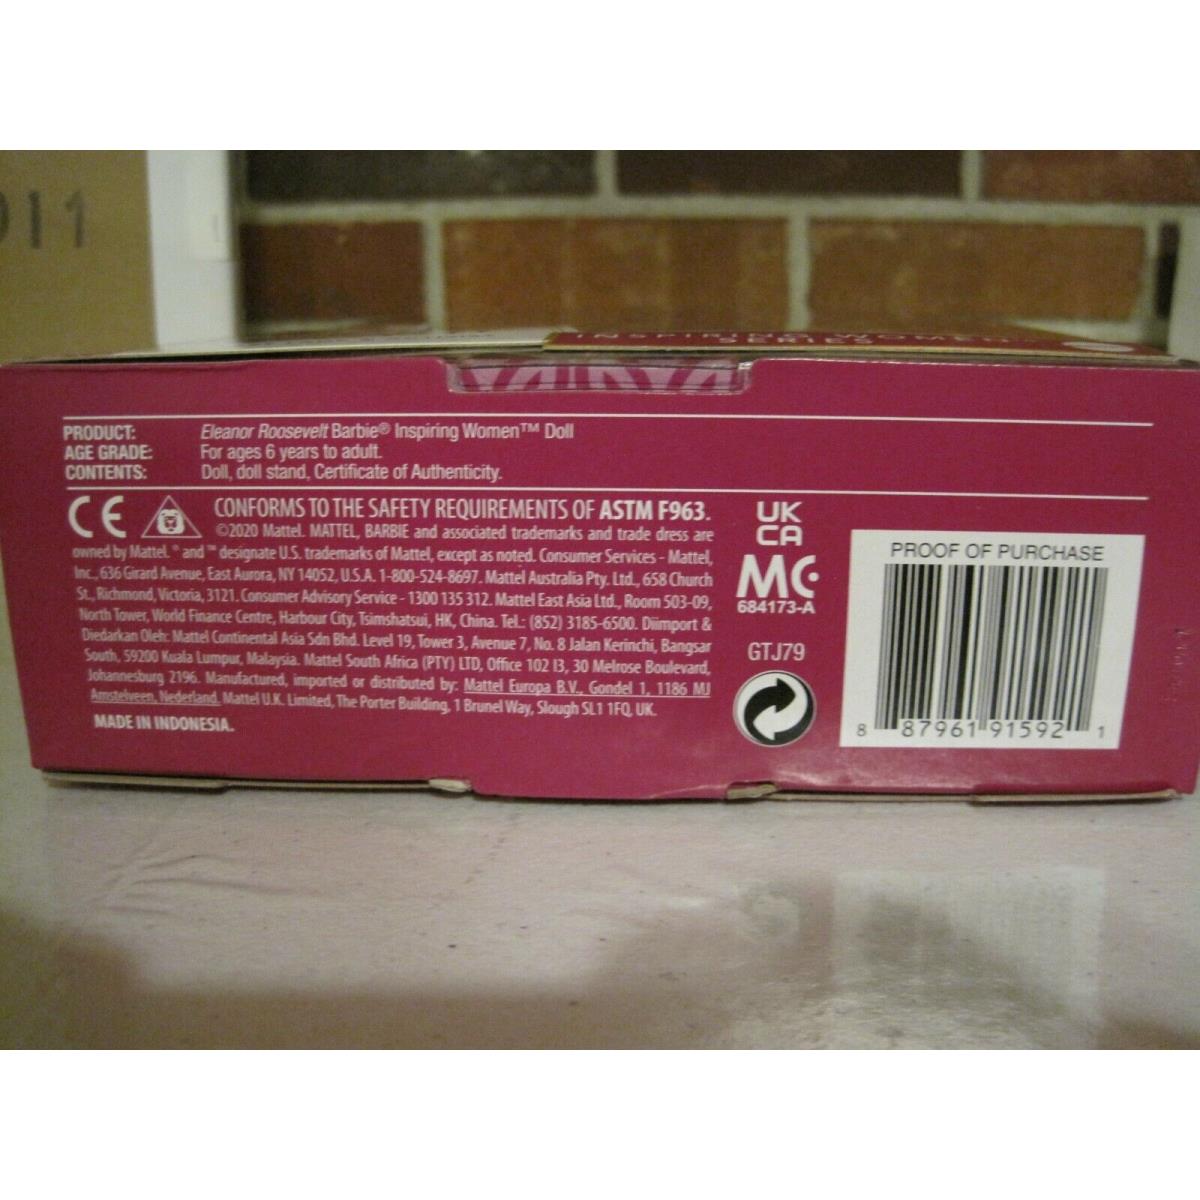 011
INSPIRING WOMEN
SERIES
PRODUCT: Eleanor Roosevelt Barbie® Inspiring Women™ Doll
AGE GRADE: For ages 6 years to adult.
CONTENTS: Doll, doll stand, Certificate of Authenticity.
CE CONFORMS TO THE SAFETY REQUIREMENTS OF ASTM F963.
©2020 Mattel. MATTEL, BARBIE and associated trademarks and trade dress are
owned by Mattel. ® and ™ designate U.S. trademarks of Mattel, except as noted. Consumer Services - Mattel,
Inc., 636 Girard Avenue, East Aurora, NY 14052, U.S.A. 1-800-524-8697. Mattel Australia Pty. Ltd., 658 Church
St., Richmond, Victoria, 3121. Consumer Advisory Service - 1300 135 312. Mattel East Asia Ltd., Room 503-09,
North Tower, World Finance Centre, Harbour City, Tsimshatsui, HK, China. Tel.: (852) 3185-6500. Diimport &
Diedarkan Oleh: Mattel Continental Asia Sdn Bhd. Level 19, Tower 3, Avenue 7, No. 8 Jalan Kerinchi, Bangsar
South, 59200 Kuala Lumpur, Malaysia. Mattel South Africa (PTY) LTD, Office 102 I3, 30 Melrose Boulevard,
Johannesburg 2196. Manufactured, imported or distributed by: Mattel Europa B.V., Gondel 1, 1186 MJ
Amstelveen, Nederland. Mattel U.K. Limited, The Porter Building, 1 Brunel Way, Slough SL1 1FQ, UK.
MADE IN INDONESIA.
UK
CA
MC
684173-A
GTJ79
PROOF OF PURCHASE
8 87961 91592 1